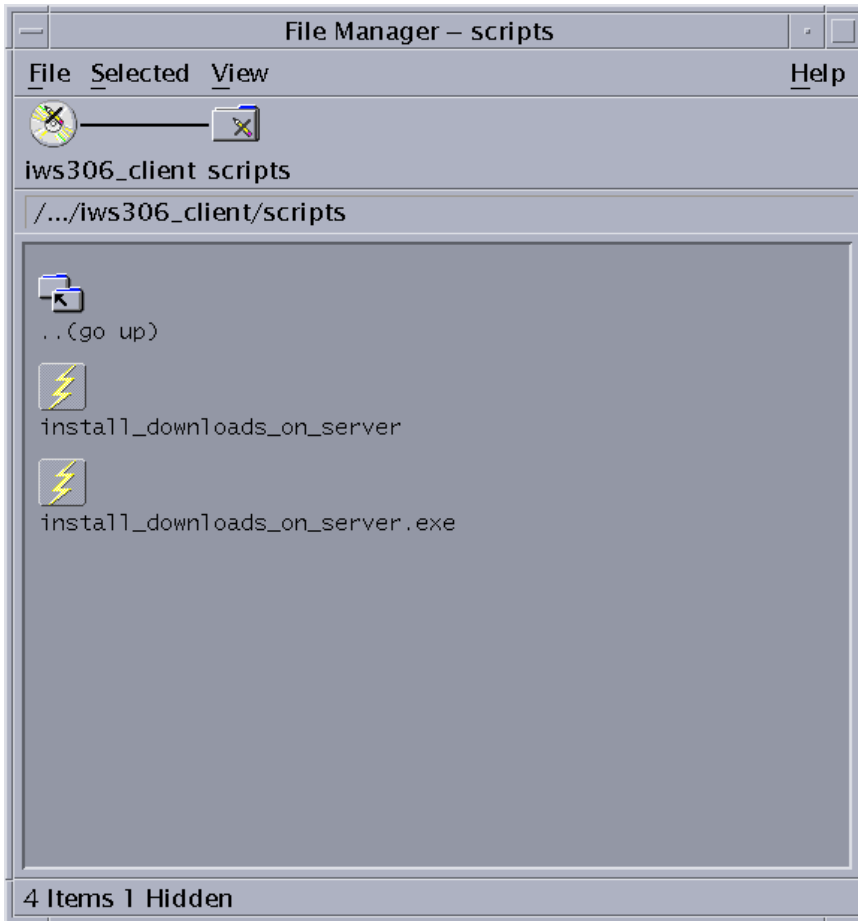 File Manager – scripts
File Selected View Help
iws306_client scripts
/.../iws306_client/scripts
..(go up)
install_downloads_on_server
install_downloads_on_server.exe
4 Items 1 Hidden